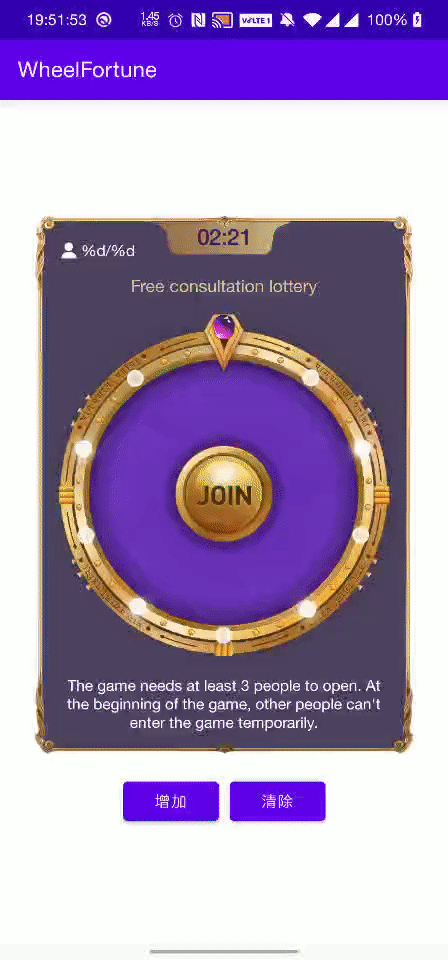 19:51:53 1.45 KB/S VoLTE 1 100%
WheelFortune
02:21
%d/%d
Free consultation lottery
JOIN
The game needs at least 3 people to open. At
the beginning of the game, other people can't
enter the game temporarily.
增加 清除